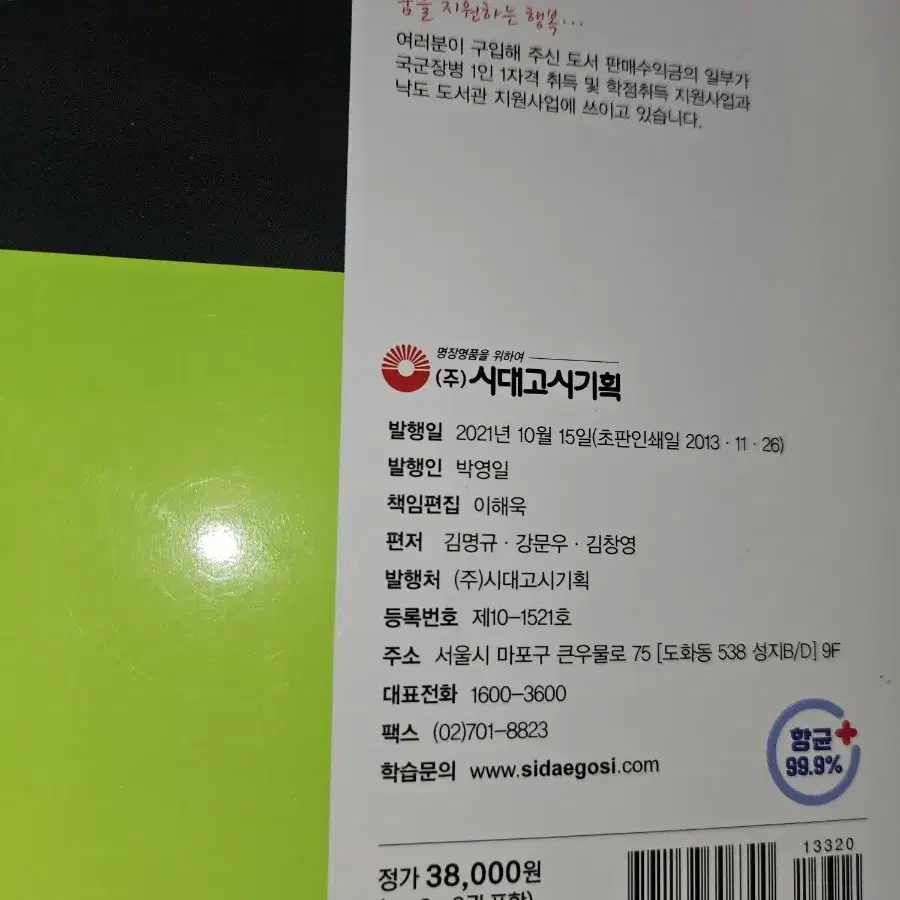 꿈을 지원하는 행복...
여러분이 구입해 주신 도서 판매수익금의 일부가
국군장병 1인 1자격 취득 및 학점취득 지원사업과
낙도 도서관 지원사업에 쓰이고 있습니다.
명장명품을 위하여
(주)시대고시기획
발행일 2021년 10월 15일(초판인쇄일 2013 · 11 · 26)
발행인 박영일
책임편집 이해욱
편저 김명규 · 강문우 · 김창영
발행처 (주)시대고시기획
등록번호 제10-1521호
주소 서울시 마포구 큰우물로 75 [도화동 538 성지B/D] 9F
대표전화 1600-3600
팩스 (02)701-8823
학습문의 www.sidaegosi.com
항균
99.9%
13320
정가 38,000원